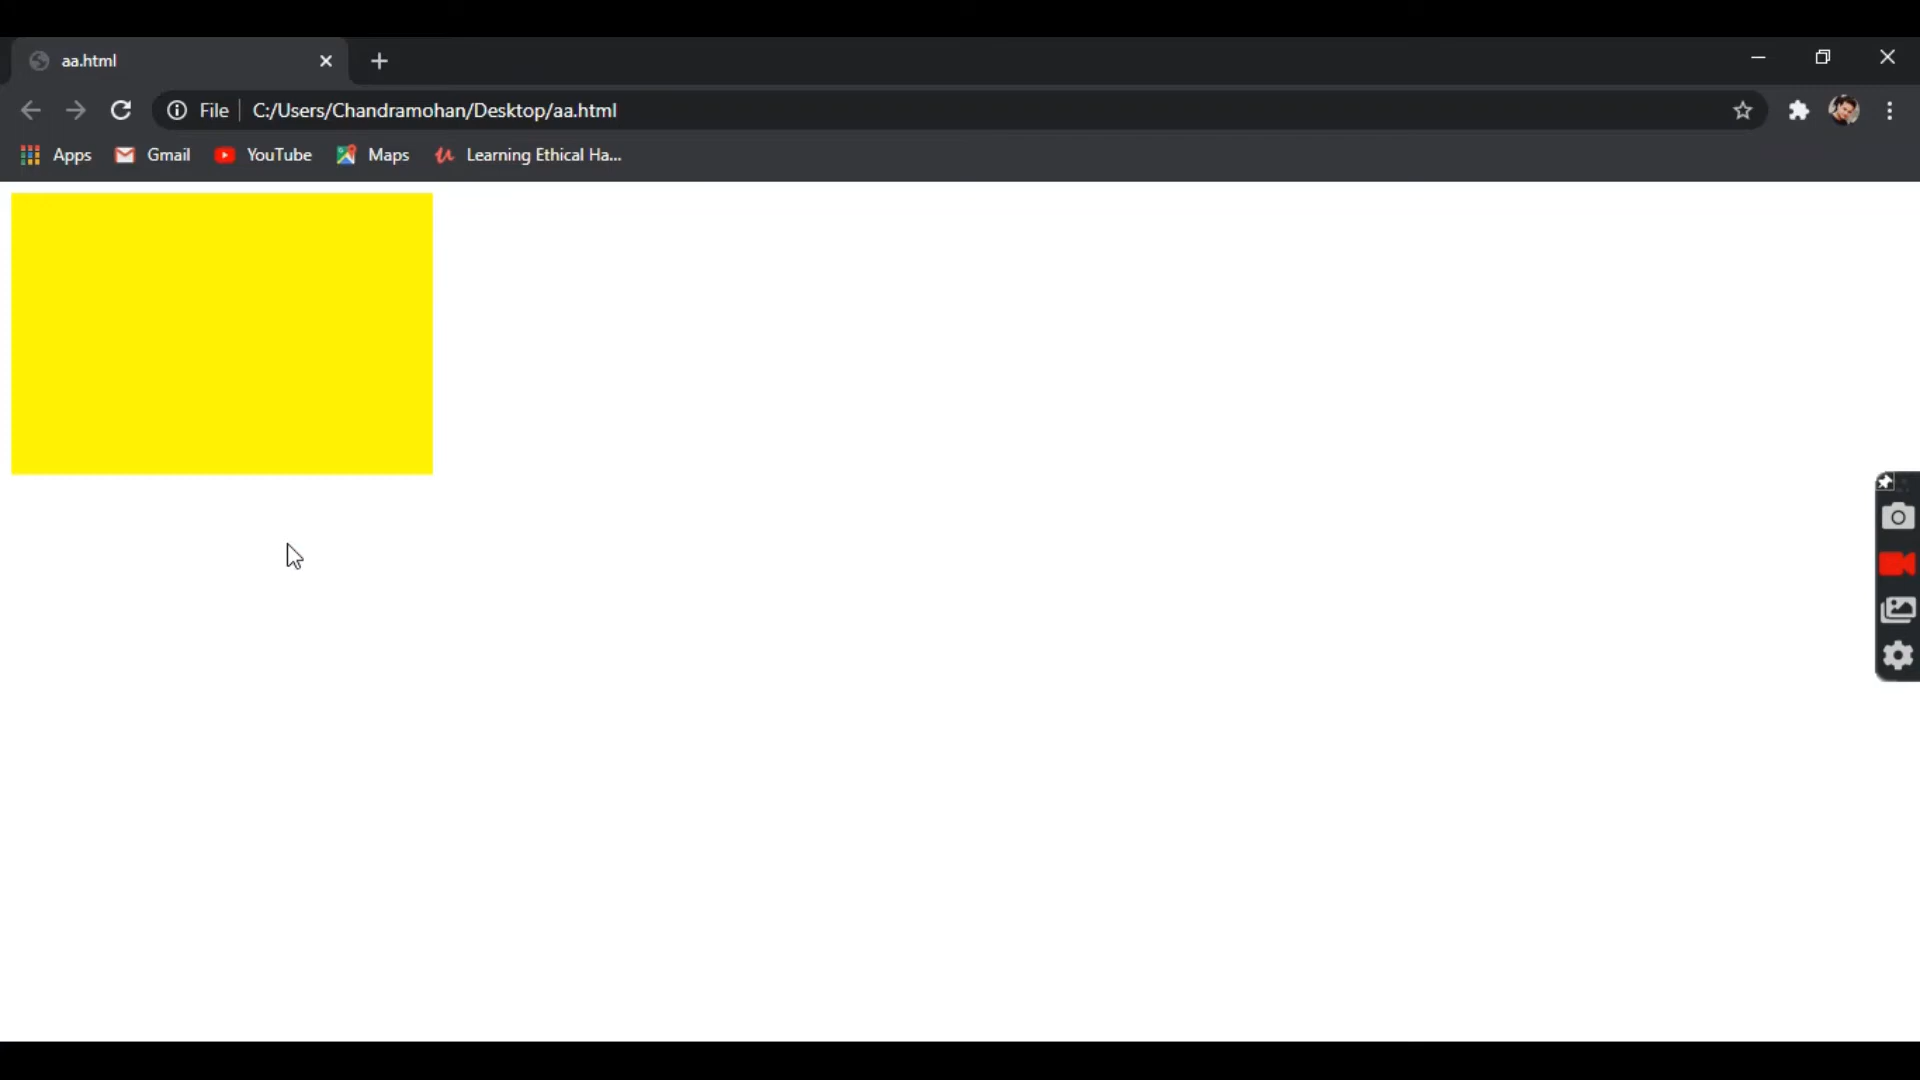 aa.html
File C:/Users/Chandramohan/Desktop/aa.html
Apps Gmail YouTube Maps Learning Ethical Ha...